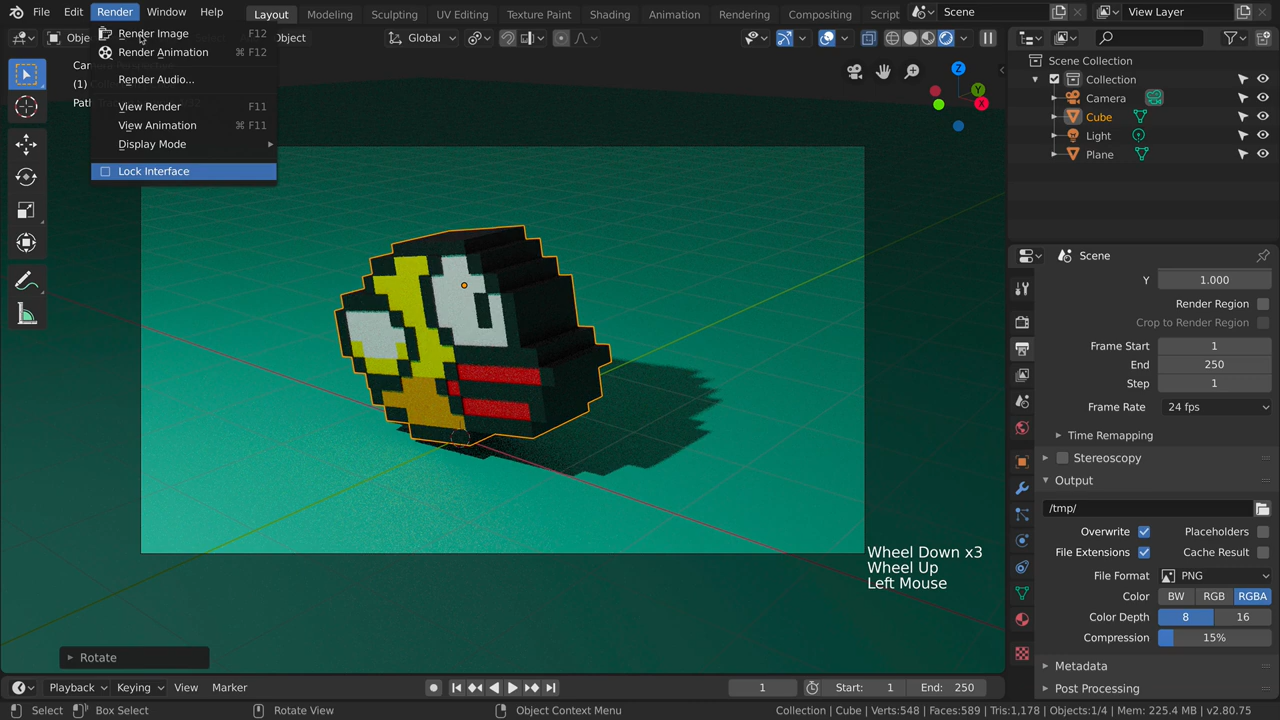 File Edit Render Window Help Layout Modeling Sculpting UV Editing Texture Paint Shading Animation Rendering Compositing Script Scene View Layer
Obje Object Global
Render Image F12
Render Animation ⌘ F12
Render Audio...
View Render F11
View Animation ⌘ F11
Display Mode
Lock Interface
Ca
(1)
Pat
Z
Y
X
Wheel Down x3
Wheel Up
Left Mouse
Rotate
Scene Collection
Collection
Camera
Cube
Light
Plane
Scene
Y 1.000
Render Region
Crop to Render Region
Frame Start 1
End 250
Step 1
Frame Rate 24 fps
Time Remapping
Stereoscopy
Output
/tmp/
Overwrite Placeholders
File Extensions Cache Result
File Format PNG
Color BW RGB RGBA
Color Depth 8 16
Compression 15%
Metadata
Post Processing
Playback Keying View Marker 1 Start: 1 End: 250
Select Box Select Rotate View Object Context Menu Collection | Cube | Verts:548 | Faces:589 | Tris:1,178 | Objects:1/4 | Mem: 225.4 MB | v2.80.75